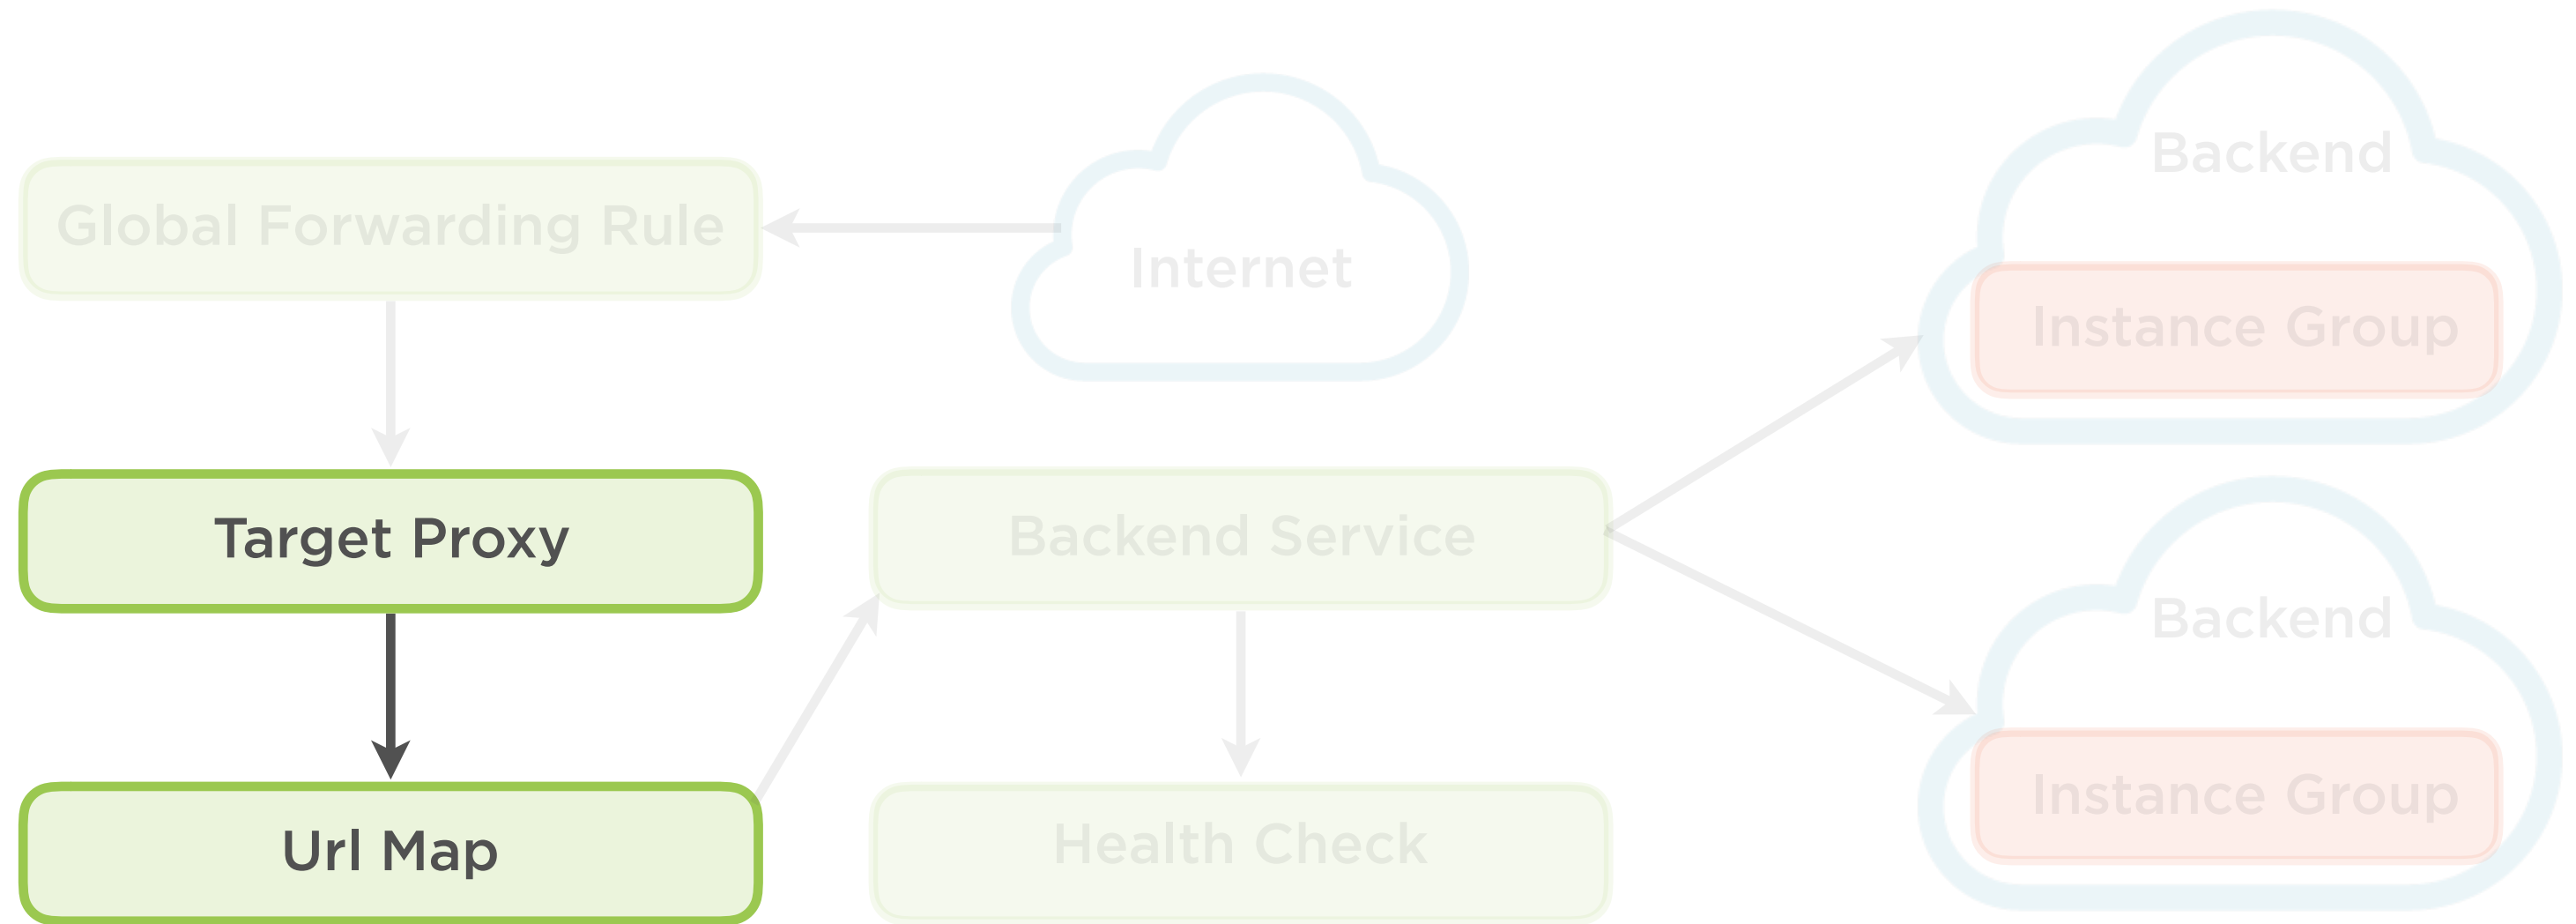 Global Forwarding Rule
Internet
Backend
Instance Group
Target Proxy
Backend Service
Backend
Instance Group
Url Map
Health Check